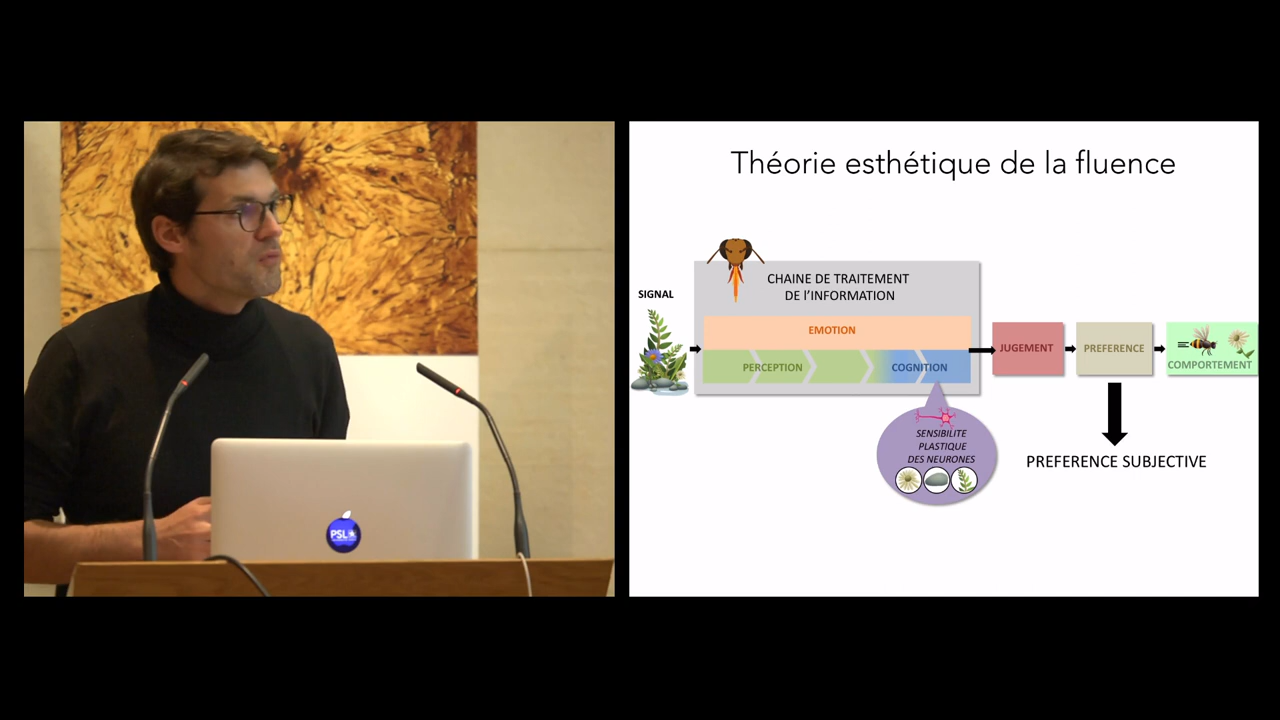 Théorie esthétique de la fluence
CHAINE DE TRAITEMENT
DE l'INFORMATION
SIGNAL
EMOTION
PERCEPTION
COGNITION
JUGEMENT
PREFERENCE
COMPORTEMENT
SENSIBILITE
PLASTIQUE
DES NEURONES
PREFERENCE SUBJECTIVE
PSL